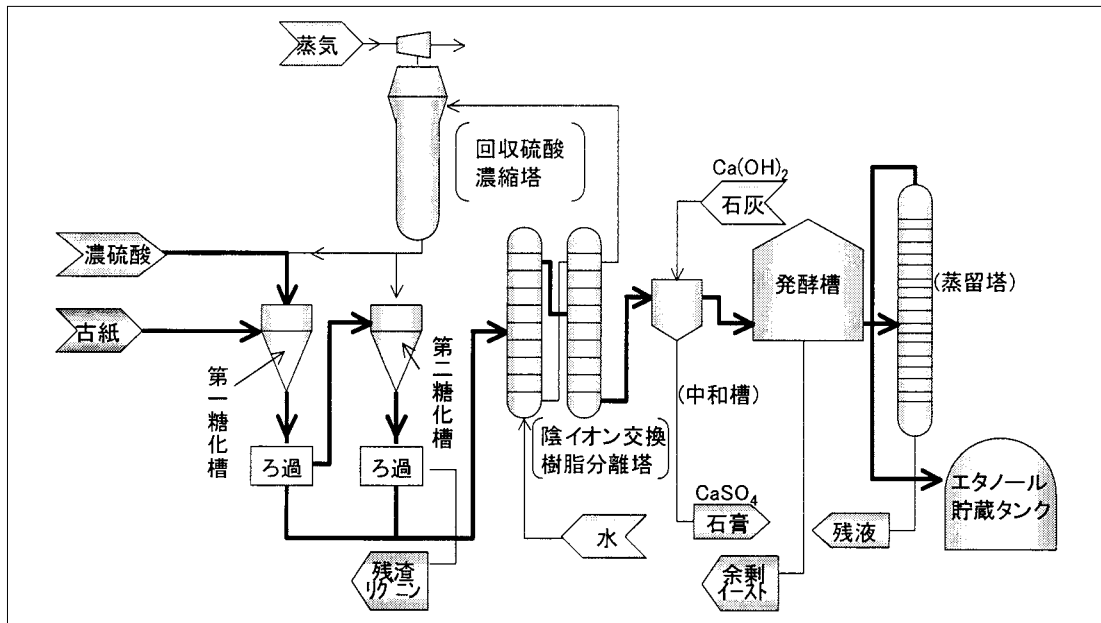 蒸気
回収硫酸
濃縮塔
Ca(OH)₂
石灰
濃硫酸
発酵槽
(蒸留塔)
古紙
第一糖化槽
第二糖化槽
(中和槽)
陰イオン交換
樹脂分離塔
ろ過
ろ過
エタノール
貯蔵タンク
CaSO₄
石膏
水
残液
残渣
リグニン
余剰
イースト